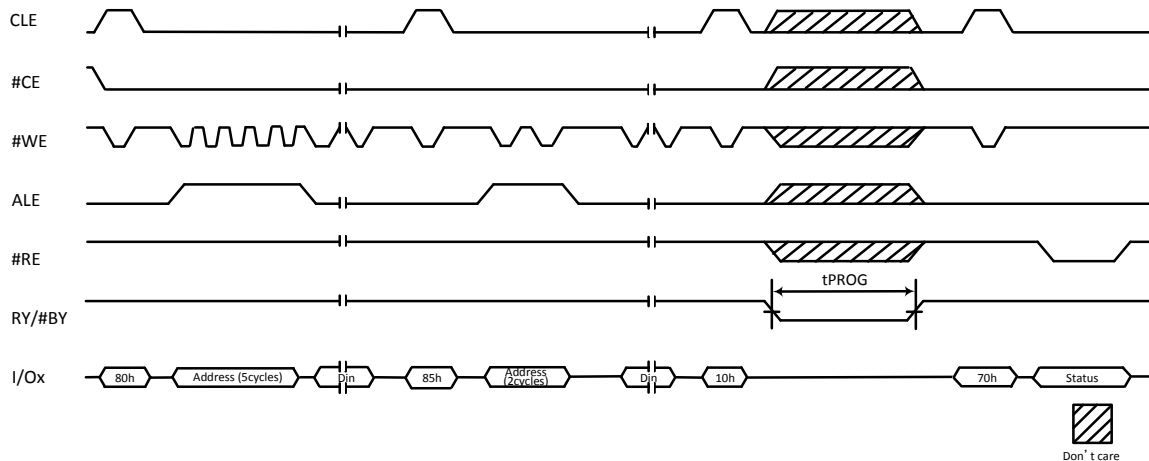 CLE
#CE
#WE
ALE
#RE
tPROG
RY/#BY
I/Ox
80h
Address (5cycles)
Din
85h
Address
(2cycles)
Din
10h
70h
Status
Don’t care